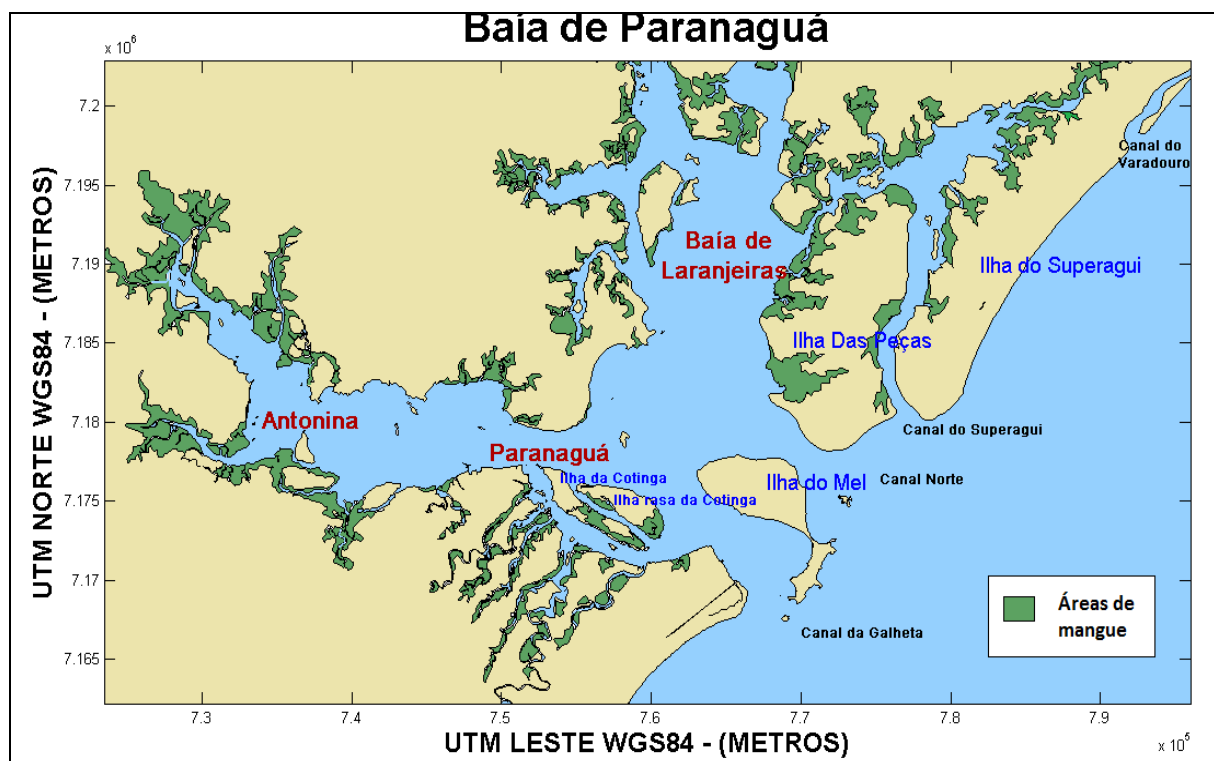 Baía de Paranaguá
x 10^6
7.2
7.195
7.19
7.185
7.18
7.175
7.17
7.165
UTM NORTE WGS84 - (METROS)
Canal do
Varadouro
Baía de
Laranjeiras
Ilha do Superagui
Ilha Das Peças
Antonina
Canal do Superagui
Paranaguá
Ilha da Cotinga
Ilha do Mel
Canal Norte
Ilha rasa da Cotinga
Canal da Galheta
Áreas de
mangue
7.3
7.4
7.5
7.6
7.7
7.8
7.9
UTM LESTE WGS84 - (METROS)
x 10^5